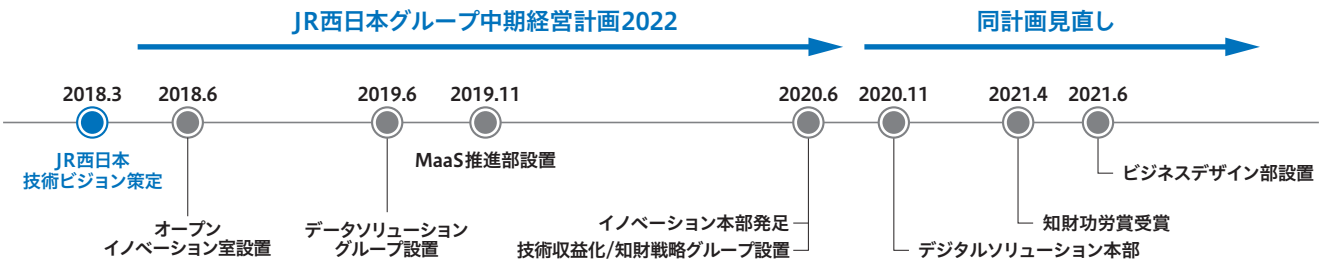 JR西日本グループ中期経営計画2022
同計画見直し
2018.3
2018.6
2019.6
2019.11
2020.6
2020.11
2021.4
2021.6
JR西日本
技術ビジョン策定
オープン
イノベーション室設置
データソリューション
グループ設置
MaaS推進部設置
イノベーション本部発足
技術収益化/知財戦略グループ設置
デジタルソリューション本部
知財功労賞受賞
ビジネスデザイン部設置